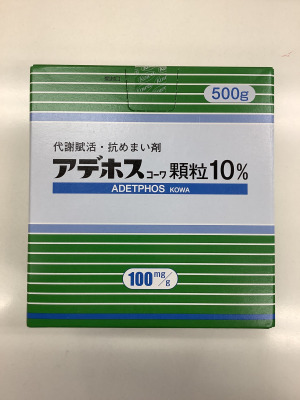 500g
代謝賦活・抗めまい剤
アデホスコーワ顆粒10%
ADETPHOS KOWA
100mg/g